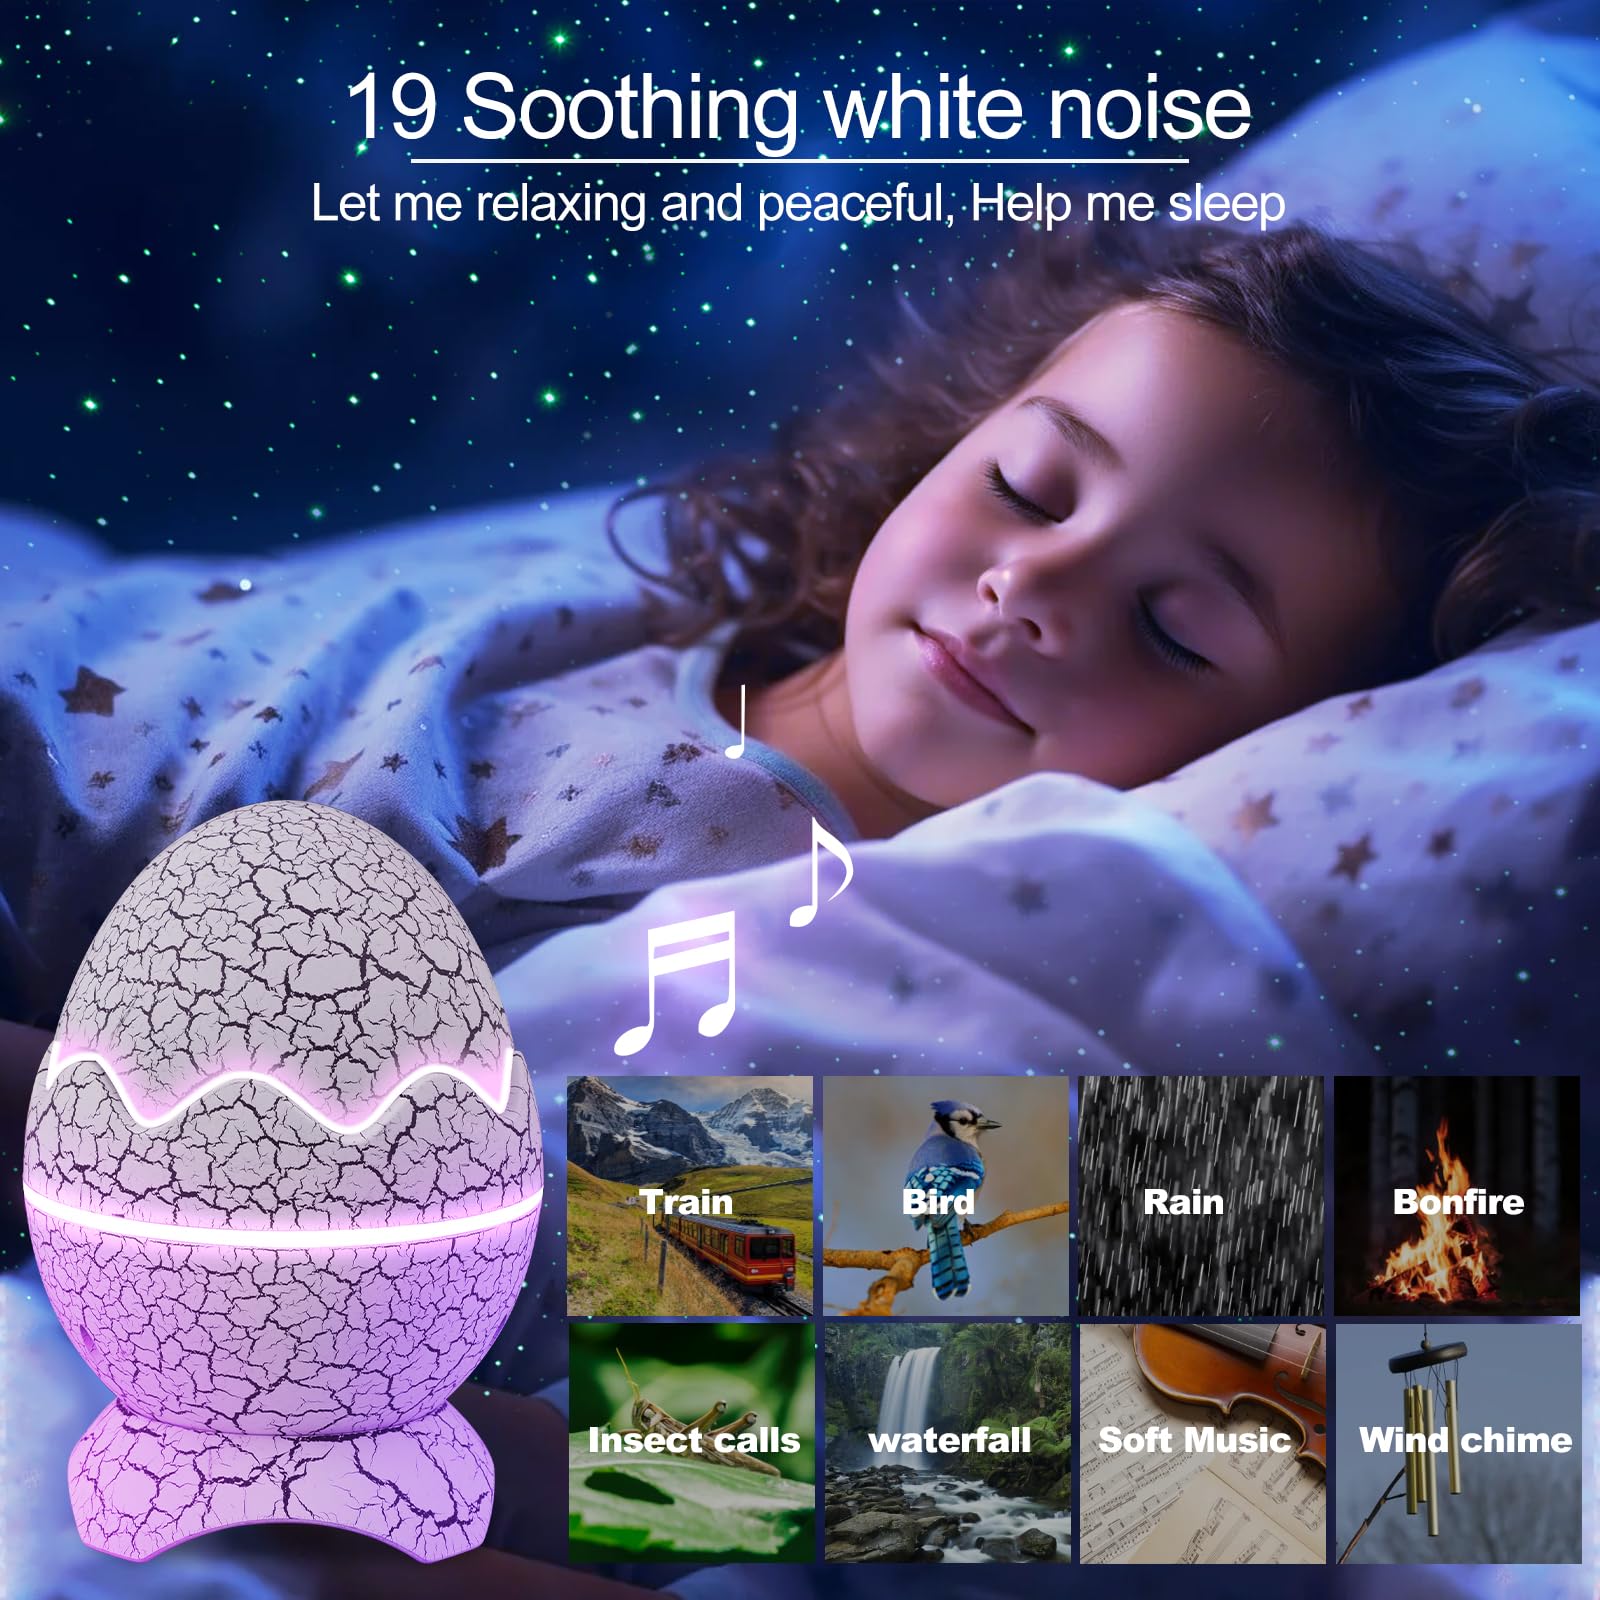 19 Soothing white noise
Let me relaxing and peaceful, Help me sleep
Train
Bird
Rain
Bonfire
Insect calls
waterfall
Soft Music
Wind chime